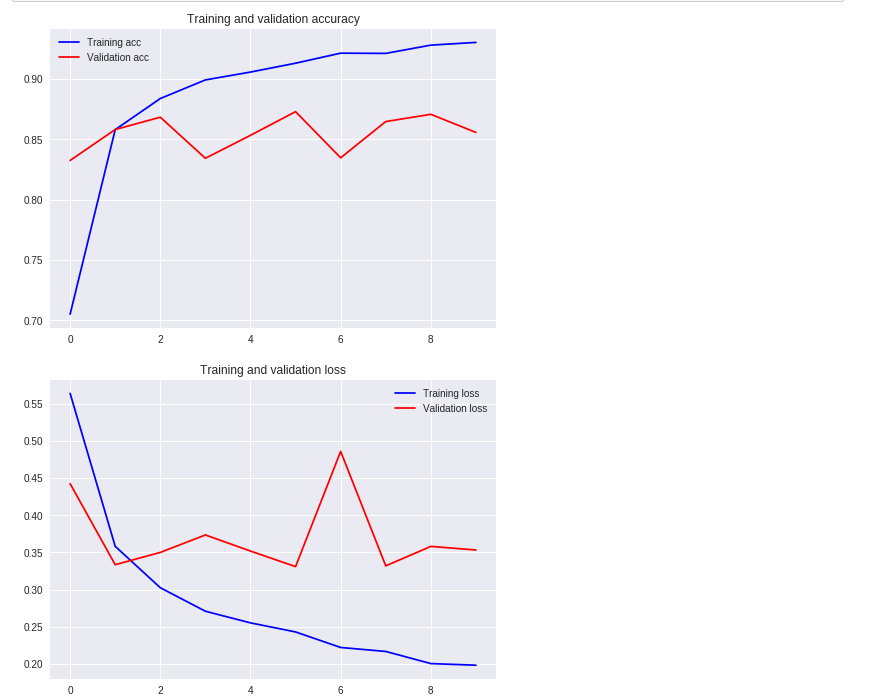 Training and validation accuracy
Training acc
Validation acc
0.90
0.85
0.80
0.75
0.70
0 2 4 6 8
Training and validation loss
Training loss
Validation loss
0.55
0.50
0.45
0.40
0.35
0.30
0.25
0.20
0 2 4 6 8